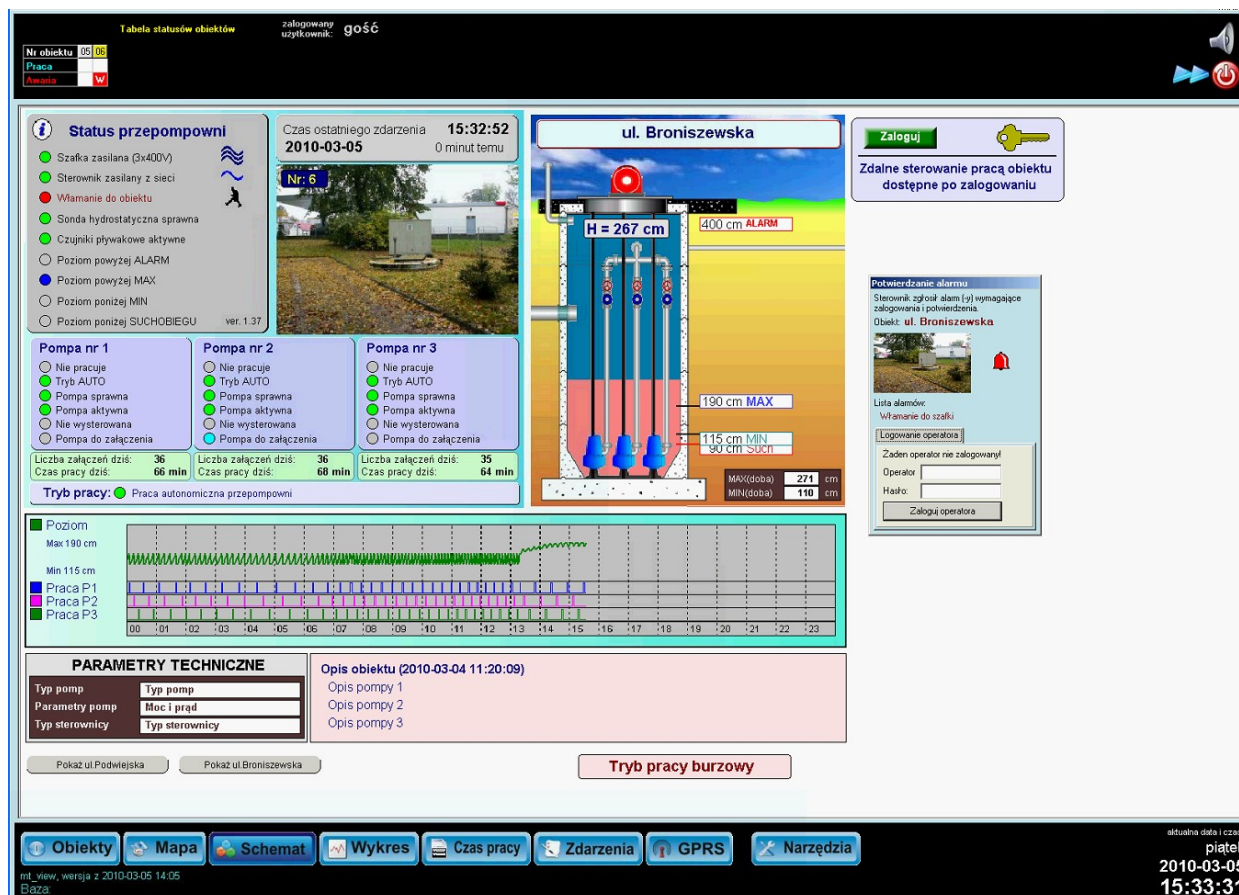 Tabela statusów obiektów
zalogowany użytkownik: gość
Nr obiektu 05 06
Praca
Awaria W
Status przepompowni
Szafka zasilana (3x400V)
Sterownik zasilany z sieci
Włamanie do obiektu
Sonda hydrostatyczna sprawna
Czujniki pływakowe aktywne
Poziom powyżej ALARM
Poziom powyżej MAX
Poziom poniżej MIN
Poziom poniżej SUCHOBIEGU ver. 1.37
Czas ostatniego zdarzenia 15:32:52
2010-03-05 0 minut temu
Nr: 6
Pompa nr 1
Nie pracuje
Tryb AUTO
Pompa sprawna
Pompa aktywna
Nie wysterowana
Pompa do załączenia
Liczba załączeń dziś: 36
Czas pracy dziś: 66 min
Pompa nr 2
Nie pracuje
Tryb AUTO
Pompa sprawna
Pompa aktywna
Nie wysterowana
Pompa do załączenia
Liczba załączeń dziś: 36
Czas pracy dziś: 68 min
Pompa nr 3
Nie pracuje
Tryb AUTO
Pompa sprawna
Pompa aktywna
Nie wysterowana
Pompa do załączenia
Liczba załączeń dziś: 35
Czas pracy dziś: 64 min
Tryb pracy: Praca autonomiczna przepompowni
ul. Broniszewska
H = 267 cm
400 cm ALARM
190 cm MAX
115 cm MIN
90 cm Such
MAX(doba) 271 cm
MIN(doba) 110 cm
Zaloguj
Zdalne sterowanie pracą obiektu
dostępne po zalogowaniu
Potwierdzanie alarmu
Sterownik zgłosił alarm (-y) wymagające
zalogowania i potwierdzenia.
Obiekt: ul. Broniszewska
Lista alarmów:
Włamanie do szafki
Logowanie operatora
Żaden operator nie zalogowany!
Operator
Hasło:
Zaloguj operatora
Poziom
Max 190 cm
Min 115 cm
Praca P1
Praca P2
Praca P3
00 01 02 03 04 05 06 07 08 09 10 11 12 13 14 15 16 17 18 19 20 21 22 23
PARAMETRY TECHNICZNE
Typ pomp Typ pomp
Parametry pomp Moc i prąd
Typ sterownicy Typ sterownicy
Opis obiektu (2010-03-04 11:20:09)
Opis pompy 1
Opis pompy 2
Opis pompy 3
Pokaż ul.Podwiejska
Pokaż ul.Broniszewska
Tryb pracy burzowy
Obiekty
Mapa
Schemat
Wykres
Czas pracy
Zdarzenia
GPRS
Narzędzia
mt_view, wersja z 2010-03-05 14:05
Baza:
aktualna data i czas
piątek
2010-03-05
15:33:31